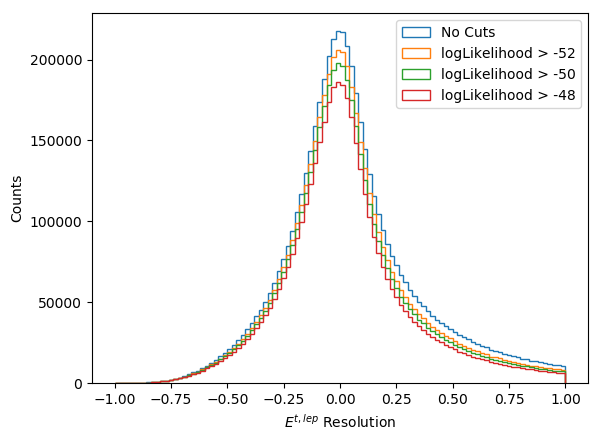 No Cuts
logLikelihood > -52
logLikelihood > -50
logLikelihood > -48
200000
150000
100000
50000
0
Counts
−1.00 −0.75 −0.50 −0.25 0.00 0.25 0.50 0.75 1.00
E^{t, lep} Resolution